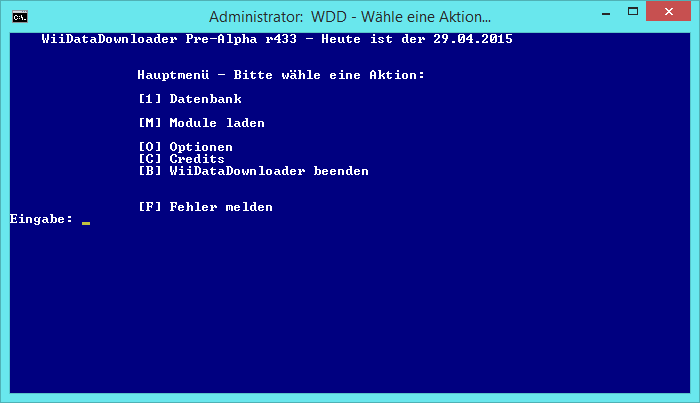 Administrator:  WDD - Wähle eine Aktion...
WiiDataDownloader Pre-Alpha r433 - Heute ist der 29.04.2015
Hauptmenü - Bitte wähle eine Aktion:
[1] Datenbank
[M] Module laden
[O] Optionen
[C] Credits
[B] WiiDataDownloader beenden
[F] Fehler melden
Eingabe: _